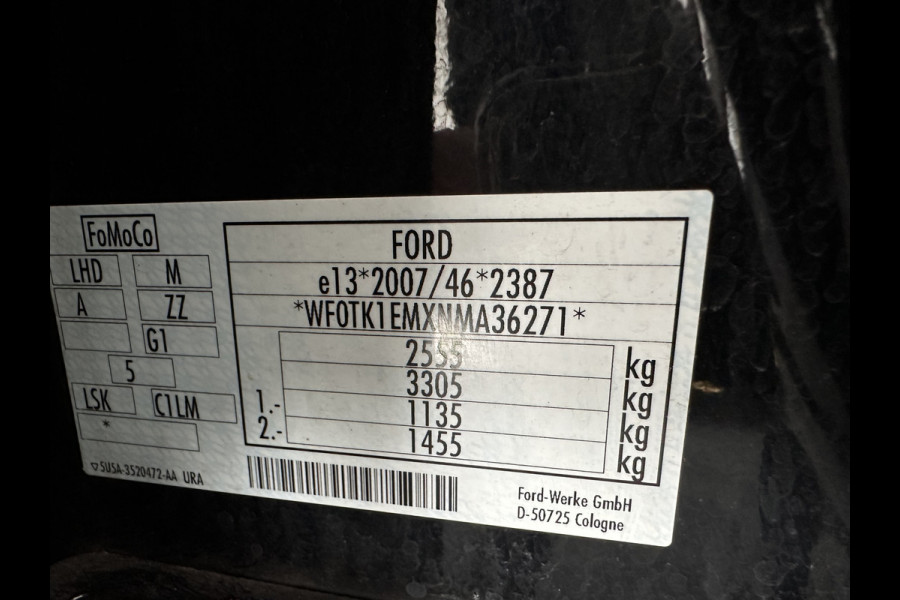 FoMoCo
LHD M
A ZZ
G1
5
LSK C1LM
*
SUSA-3520472-AA URA
FORD
e13*2007/46*2387
*WF0TK1EMXNMA36271*
2555 kg
3305 kg
1.- 1135 kg
2.- 1455 kg
Ford-Werke GmbH
D-50725 Cologne